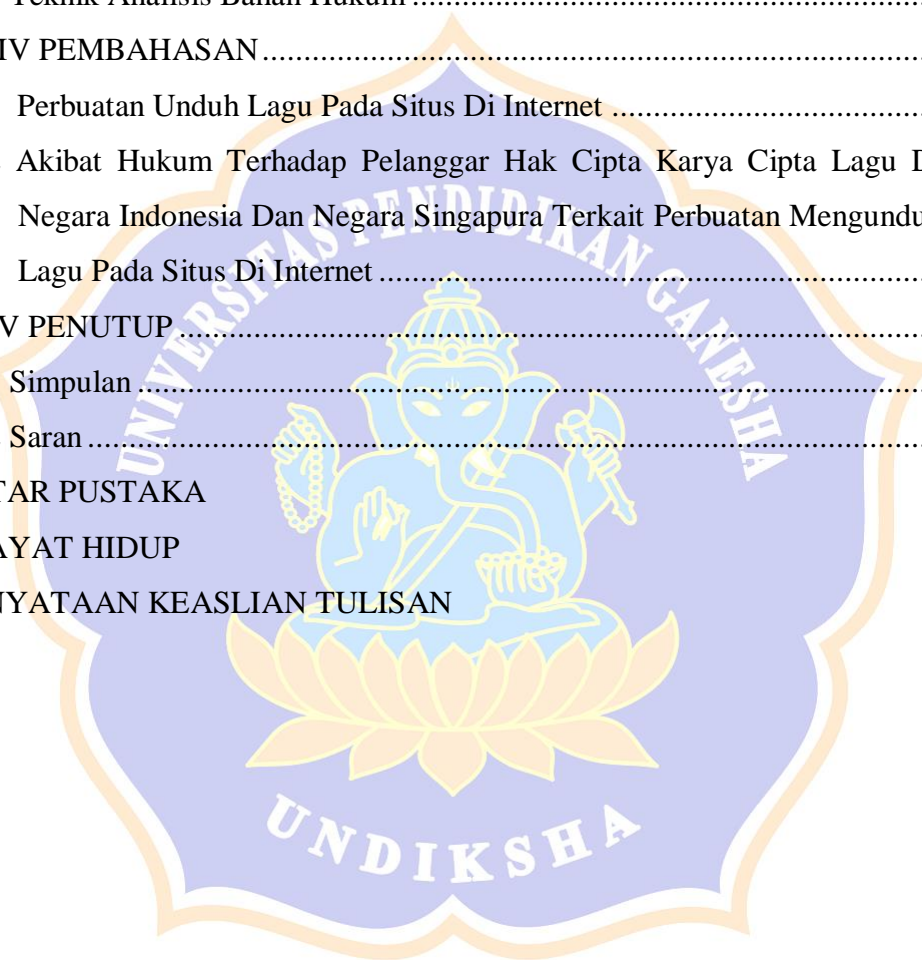 Teknik Analisis Bahan Hukum ........................................................................
IV PEMBAHASAN ........................................................................
Perbuatan Unduh Lagu Pada Situs Di Internet ........................................
Akibat Hukum Terhadap Pelanggar Hak Cipta Karya Cipta Lagu D
Negara Indonesia Dan Negara Singapura Terkait Perbuatan Mengundu
Lagu Pada Situs Di Internet ........................................................................
V PENUTUP ........................................................................
Simpulan ........................................................................
Saran ........................................................................
TAR PUSTAKA
AYAT HIDUP
NYATAAN KEASLIAN TULISAN
UNIVERSITAS PENDIDIKAN GANESHA
UNDIKSHA